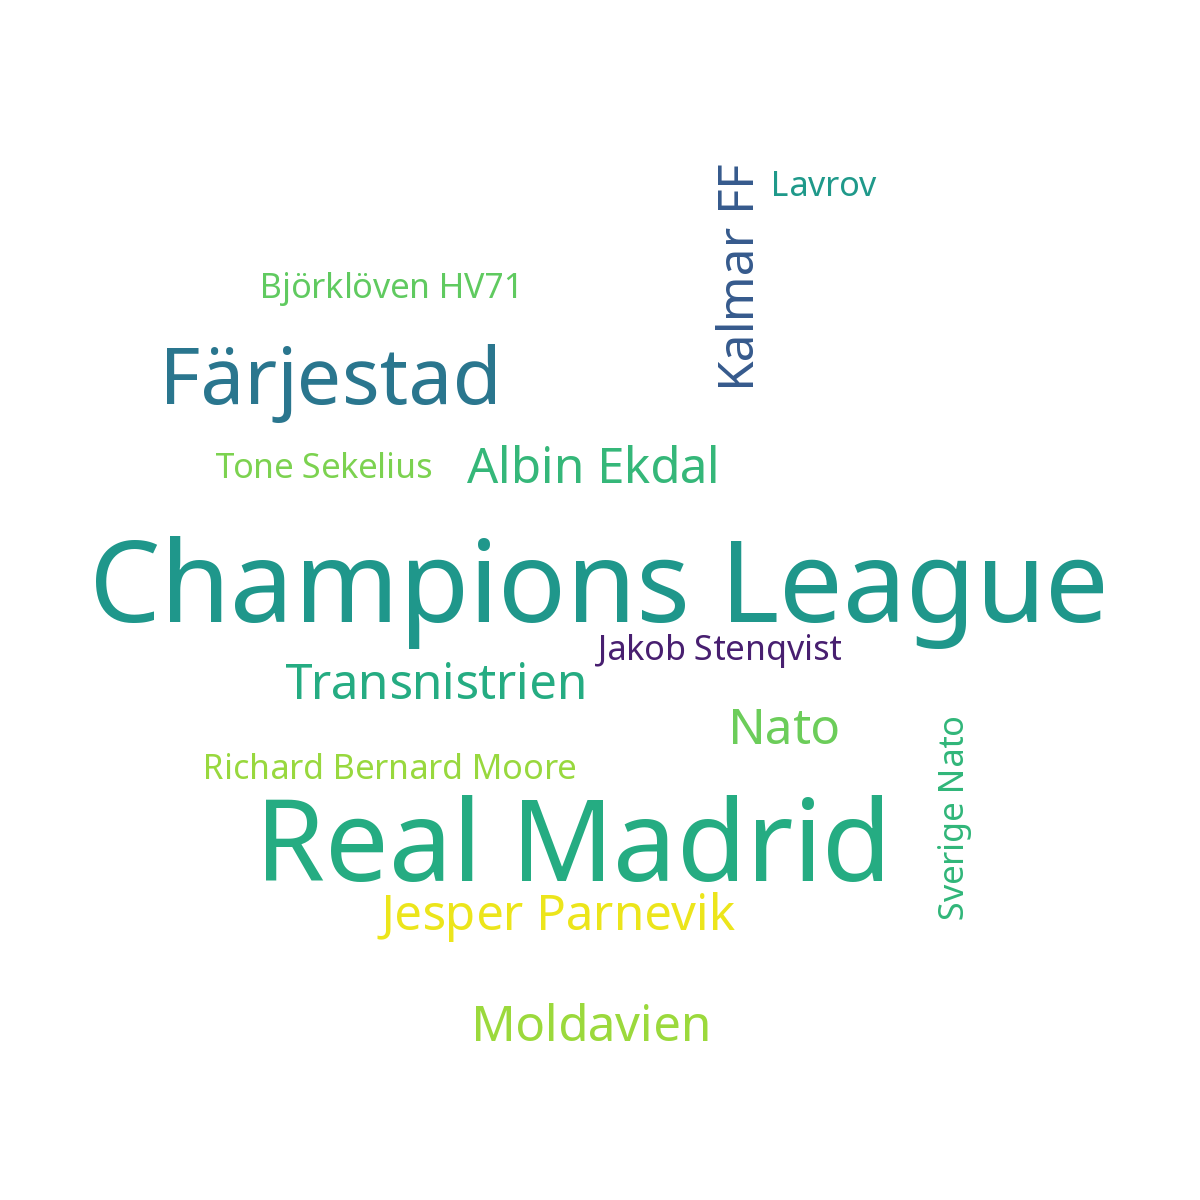 Kalmar FF
Lavrov
Björklöven HV71
Färjestad
Tone Sekelius
Albin Ekdal
Champions League
Jakob Stenqvist
Transnistrien
Nato
Sverige Nato
Richard Bernard Moore
Real Madrid
Jesper Parnevik
Moldavien